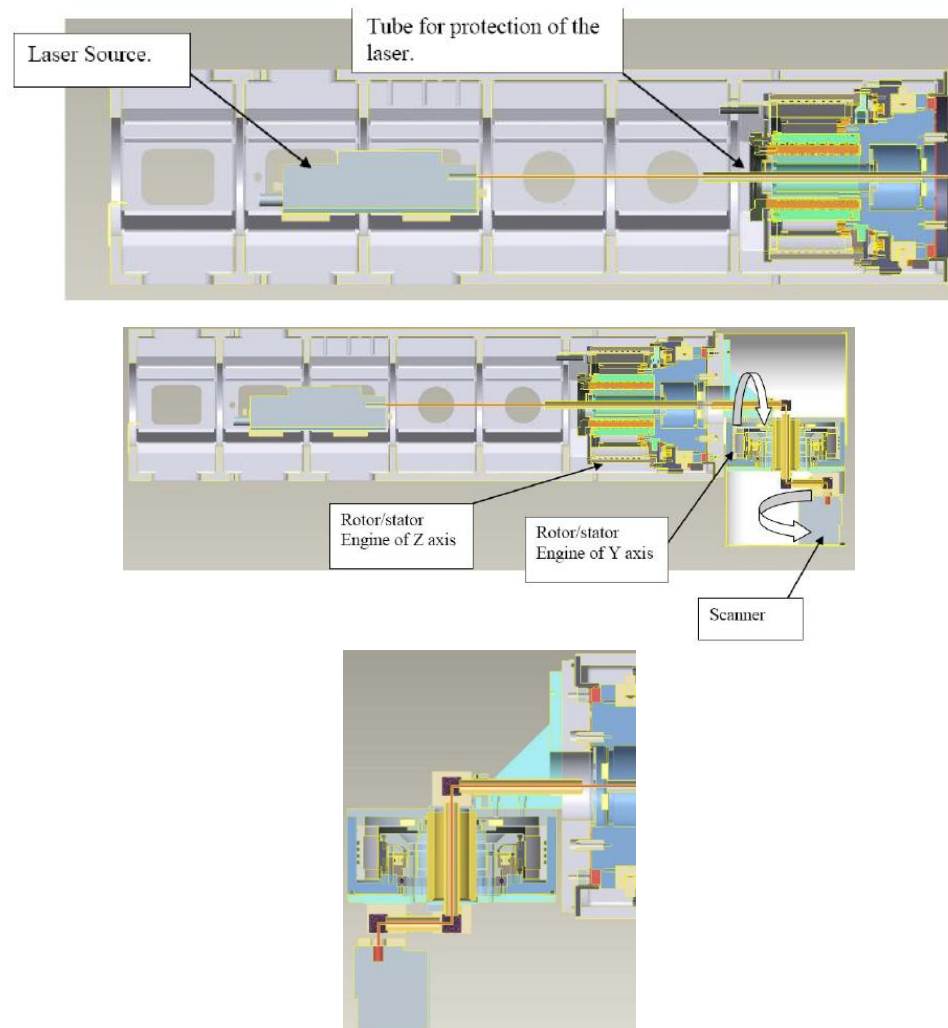 Laser Source.
Tube for protection of the
laser.
Rotor/stator
Engine of Z axis
Rotor/stator
Engine of Y axis
Scanner